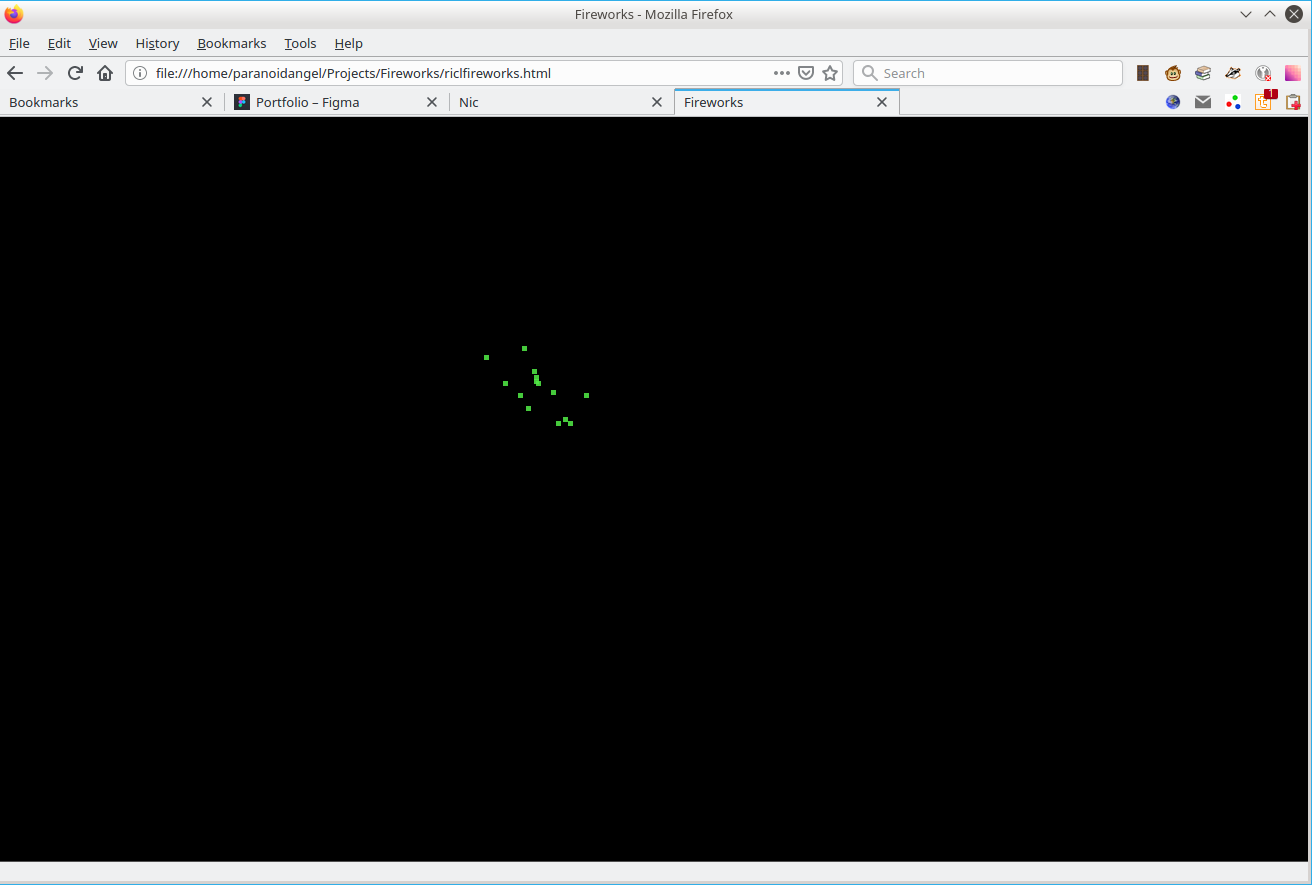 Fireworks - Mozilla Firefox
File Edit View History Bookmarks Tools Help
file:///home/paranoidangel/Projects/Fireworks/riclfireworks.html Search
Bookmarks Portfolio – Figma Nic Fireworks 1